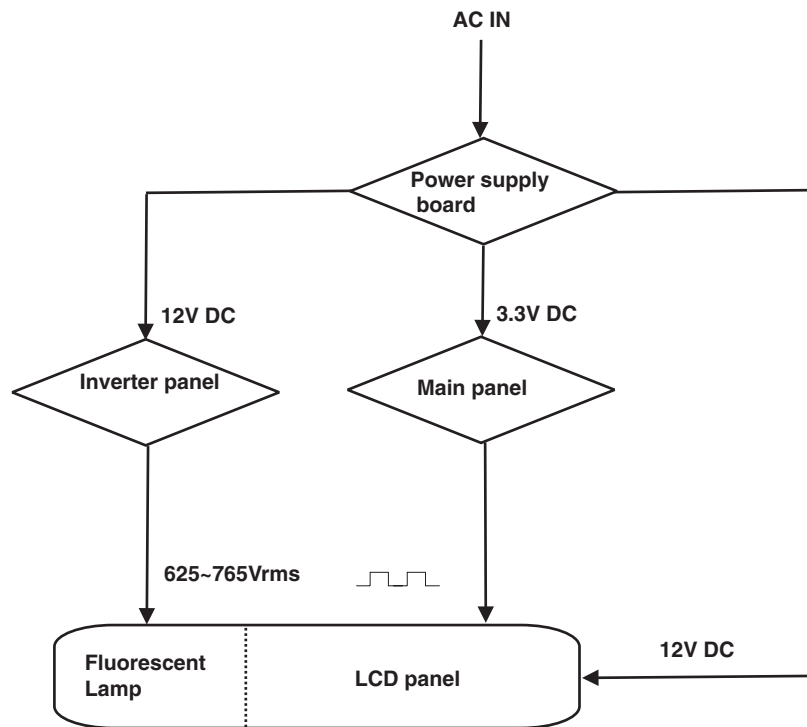 AC IN
Power supply
board
12V DC
3.3V DC
Inverter panel
Main panel
625~765Vrms
12V DC
Fluorescent
Lamp
LCD panel